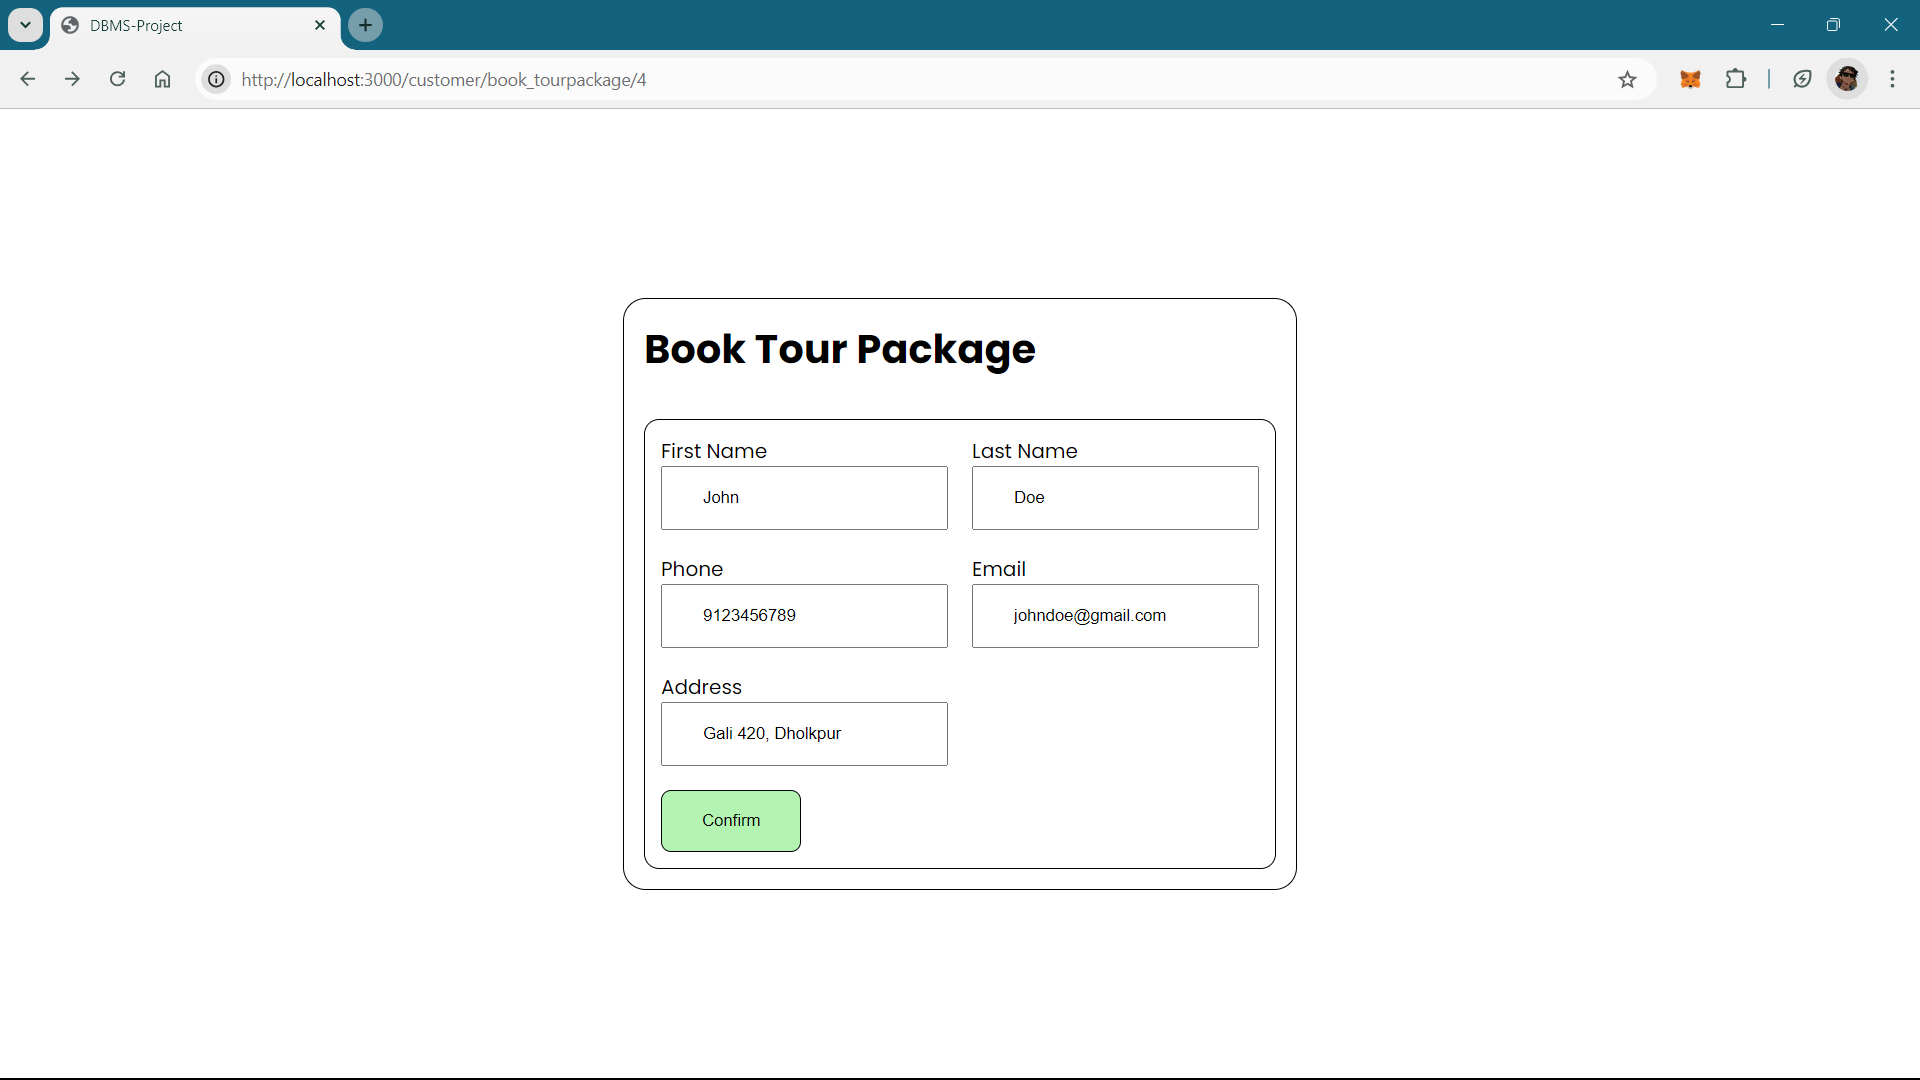 DBMS-Project
http://localhost:3000/customer/book_tourpackage/4
Book Tour Package
First Name
Last Name
John
Doe
Phone
Email
9123456789
johndoe@gmail.com
Address
Gali 420, Dholkpur
Confirm